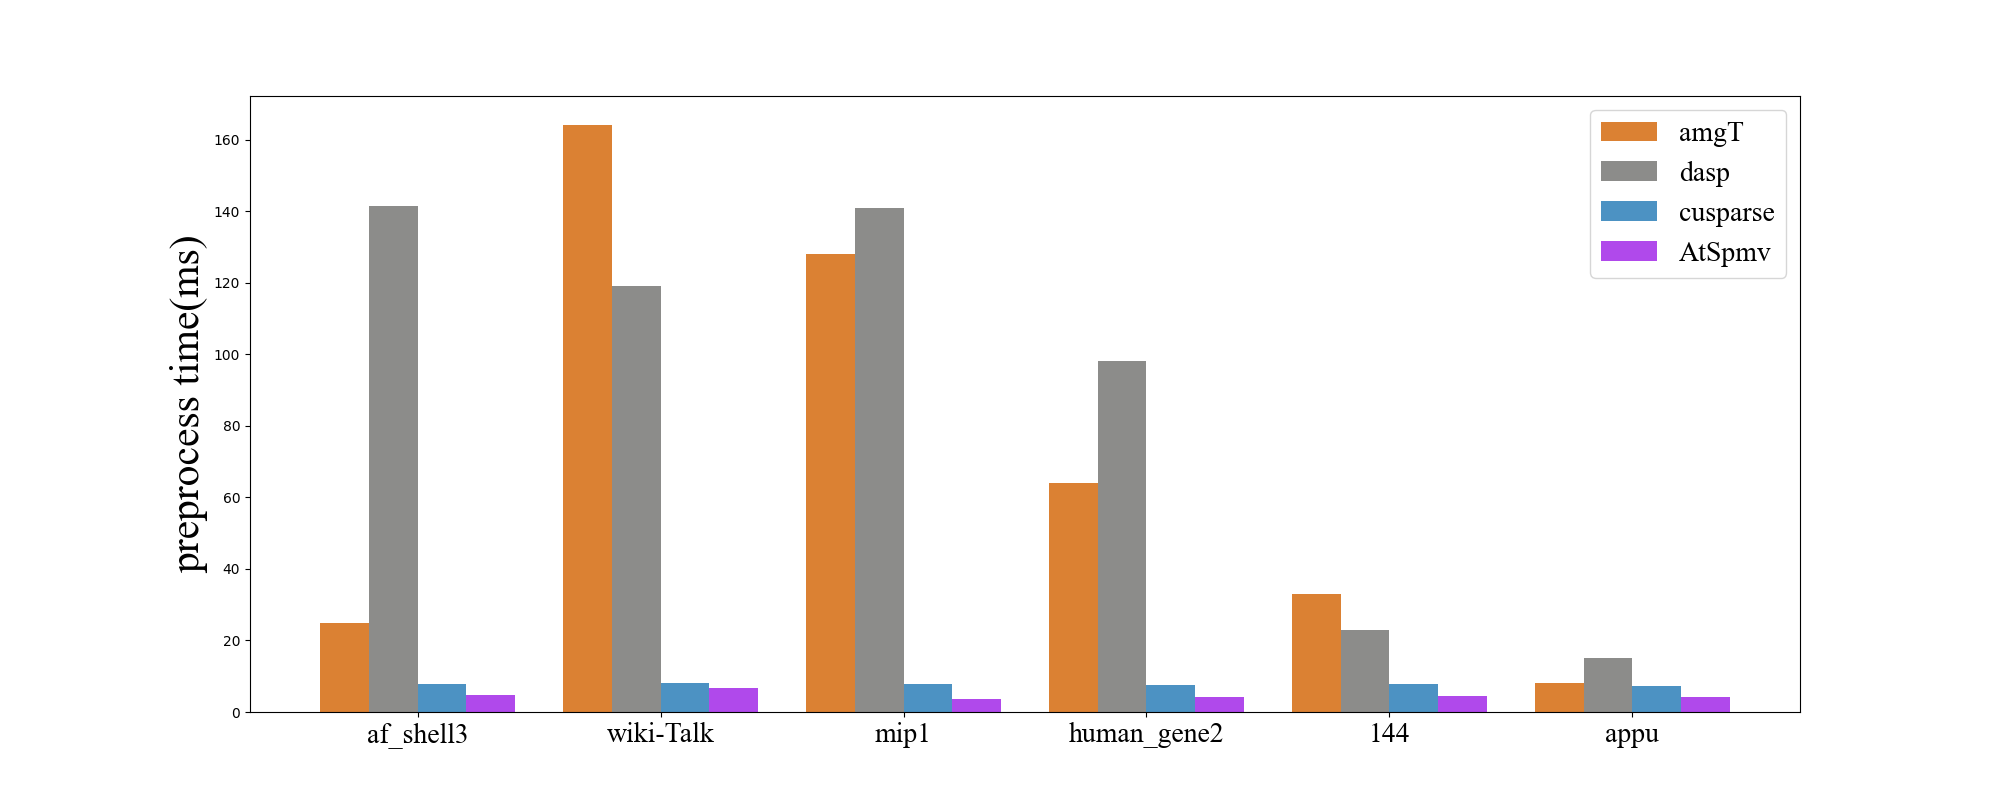 preprocess time(ms)
160
140
120
100
80
60
40
20
0
af_shell3
wiki-Talk
mip1
human_gene2
144
appu
amgT
dasp
cusparse
AtSpmv